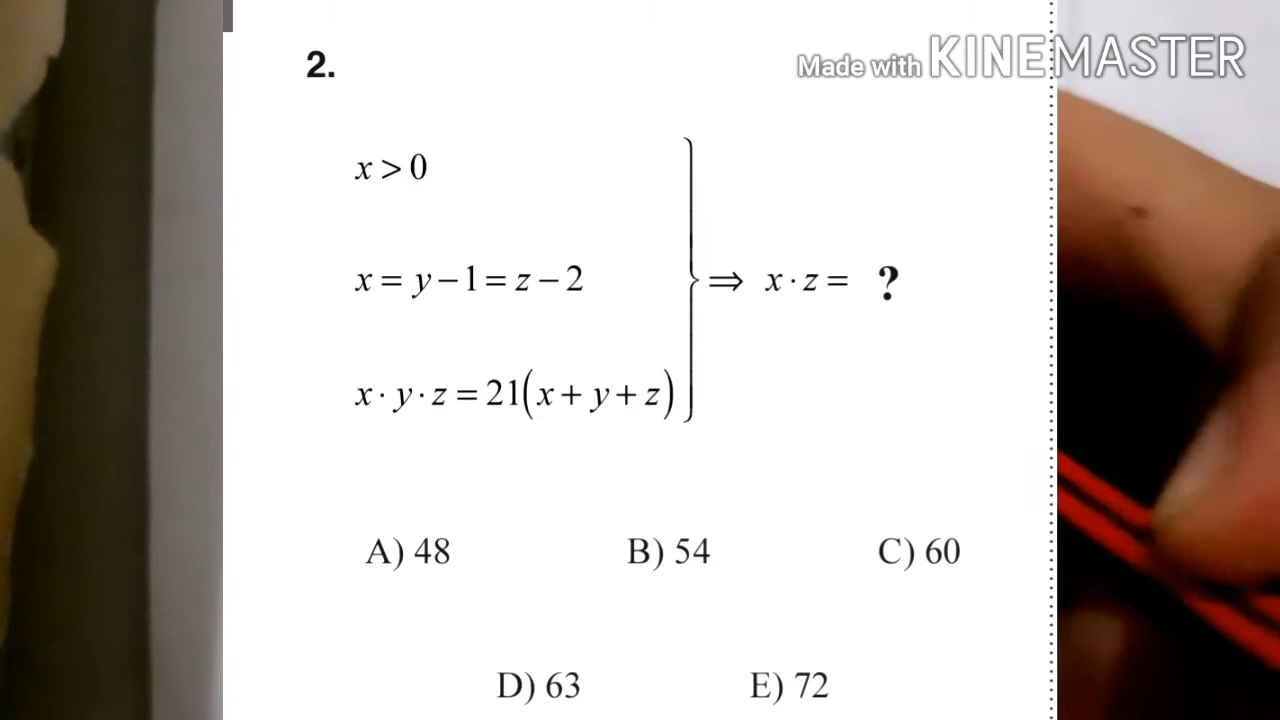 Made with KINEMASTER
2.
x > 0
x = y − 1 = z − 2 ⇒ x · z = ?
x · y · z = 21(x + y + z)
A) 48 B) 54 C) 60
D) 63 E) 72